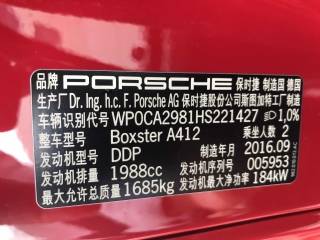 品牌 PORSCHE 保时捷 制造国 德国
生产厂 Dr. Ing. h.c. F. Porsche AG 保时捷股份公司斯图加特工厂制造
车辆识别代号 WP0CA2981HS221427 1,0%
整车型号 Boxster A412 乘坐人数 2
发动机型号 DDP 制造年月 2016.09
发动机排量 1988cc 发动机号 005953
最大允许总质量 1685kg 发动机最大净功率 184kW